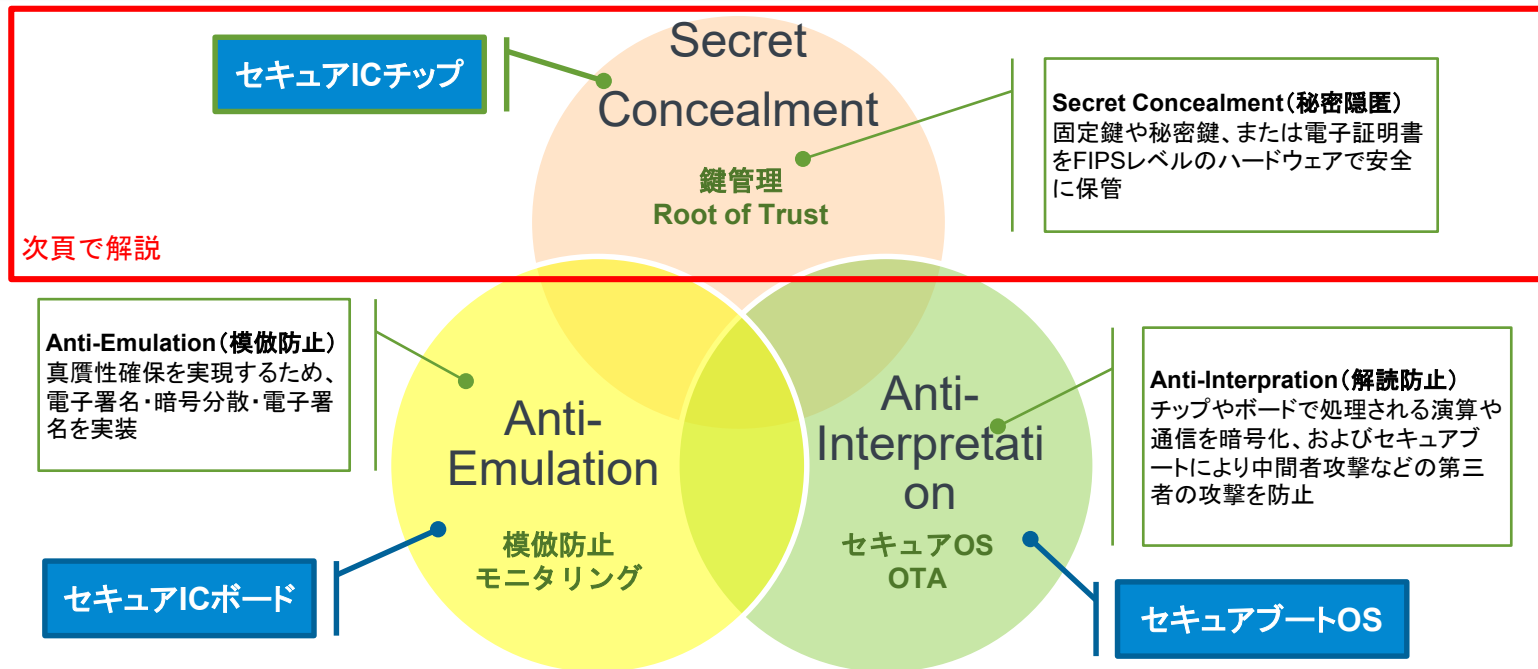 セキュアICチップ
Secret
Concealment
鍵管理
Root of Trust
Secret Concealment（秘密隠匿）
固定鍵や秘密鍵、または電子証明書
をFIPSレベルのハードウェアで安全
に保管
次頁で解説
Anti-Emulation（模倣防止）
真贋性確保を実現するため、
電子署名・暗号分散・電子署
名を実装
Anti-
Emulation
模倣防止
モニタリング
セキュアICボード
Anti-
Interpretati
on
セキュアOS
OTA
Anti-Interpration（解読防止）
チップやボードで処理される演算や
通信を暗号化、およびセキュアブ
ートにより中間者攻撃などの第三
者の攻撃を防止
セキュアブートOS